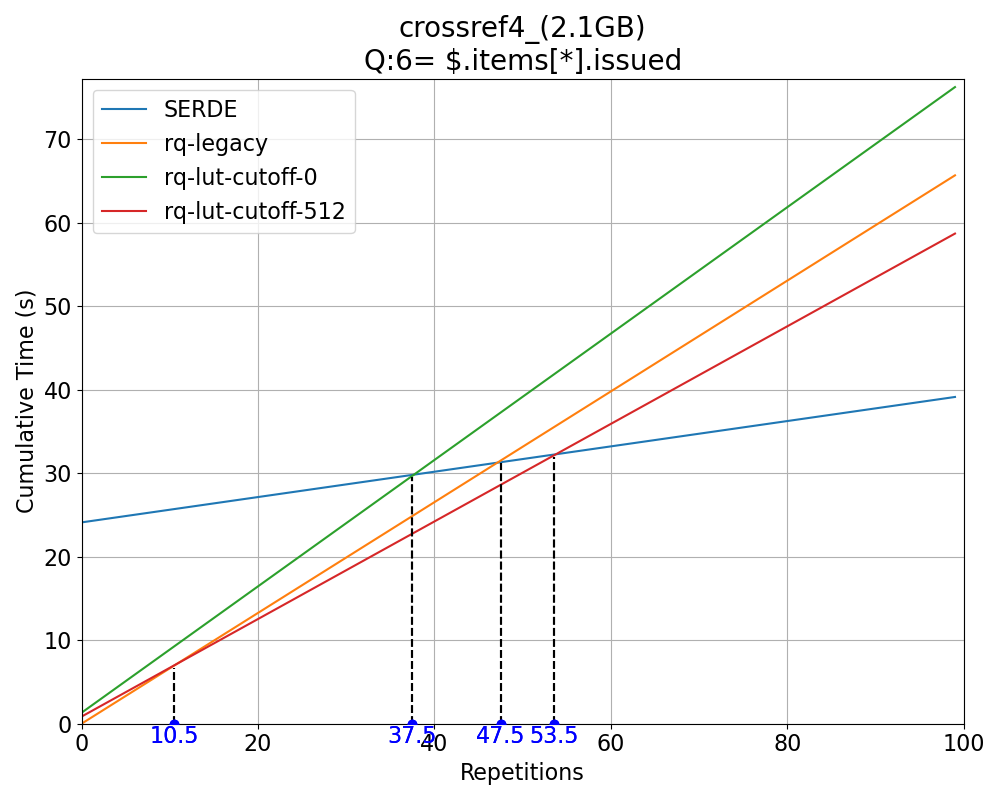 crossref4_(2.1GB)
Q:6= $.items[*].issued
SERDE
rq-legacy
rq-lut-cutoff-0
rq-lut-cutoff-512
Cumulative Time (s)
70
60
50
40
30
20
10
0
0
20
40
60
80
100
10.5
37.5
47.5
53.5
Repetitions